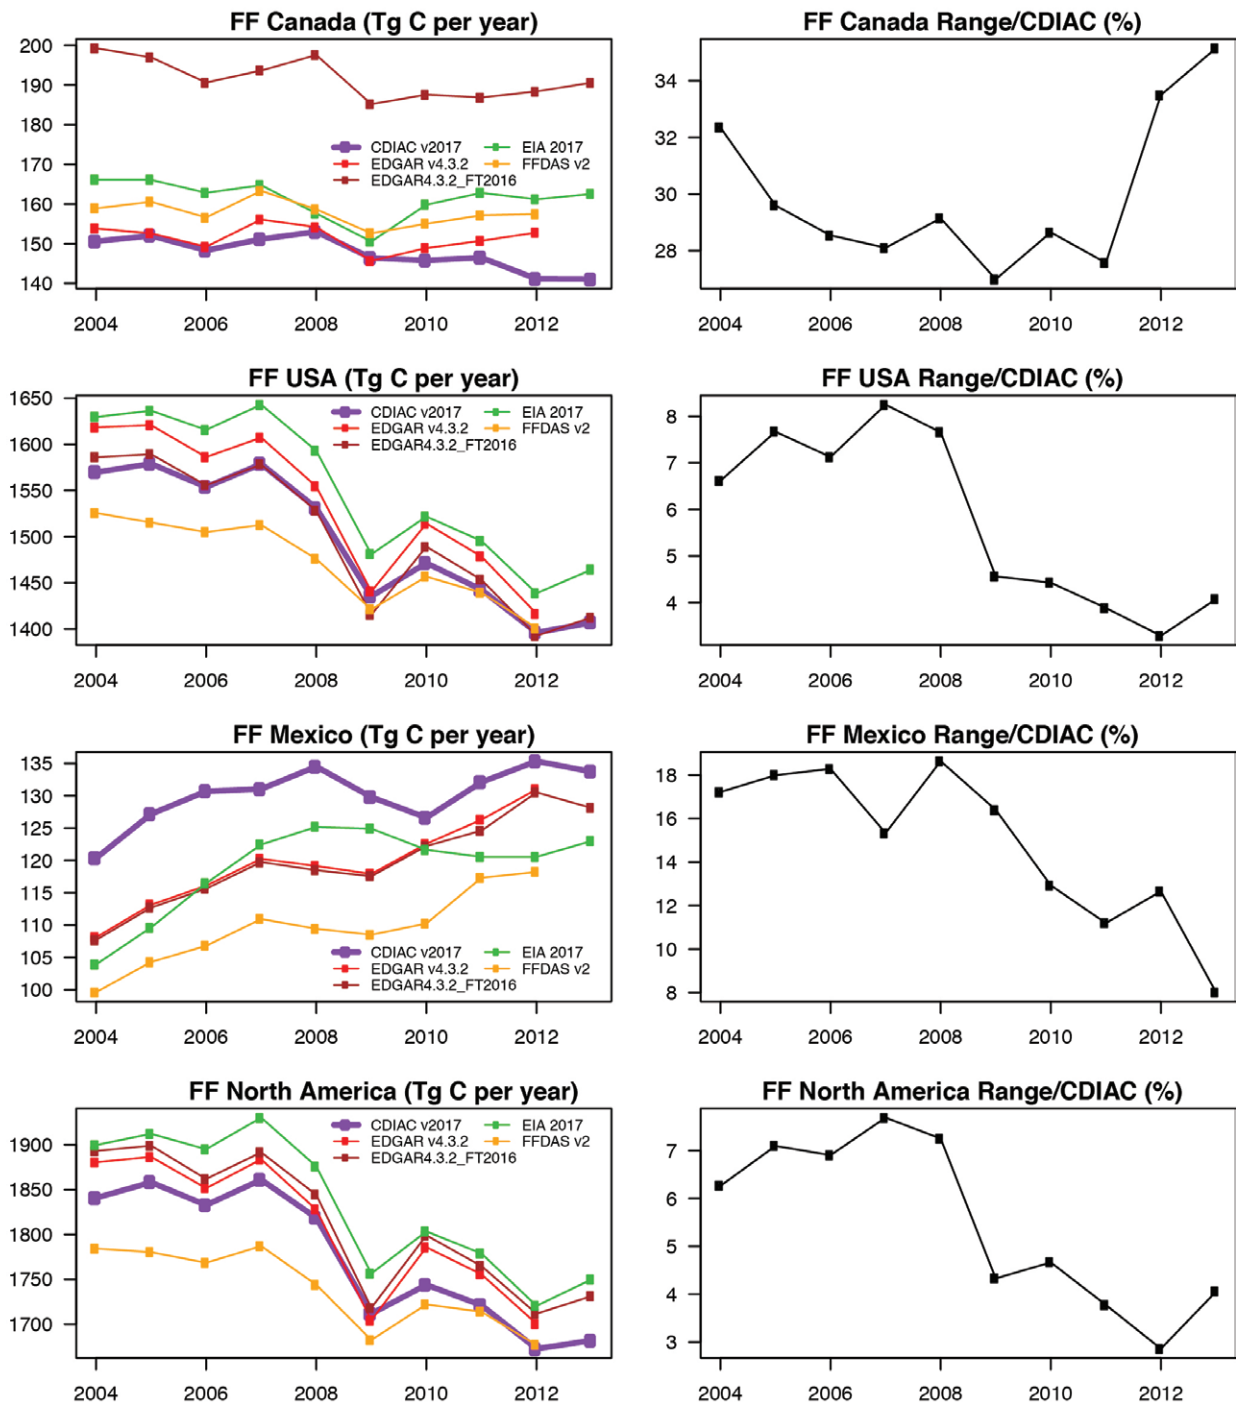 FF Canada (Tg C per year)
200
190
180
170
160
150
140
CDIAC v2017
EDGAR v4.3.2
EDGAR4.3.2_FT2016
EIA 2017
FFDAS v2
2004 2006 2008 2010 2012
FF Canada Range/CDIAC (%)
34
32
30
28
2004 2006 2008 2010 2012
FF USA (Tg C per year)
1650
1600
1550
1500
1450
1400
CDIAC v2017
EDGAR v4.3.2
EDGAR4.3.2_FT2016
EIA 2017
FFDAS v2
2004 2006 2008 2010 2012
FF USA Range/CDIAC (%)
8
7
6
5
4
2004 2006 2008 2010 2012
FF Mexico (Tg C per year)
135
130
125
120
115
110
105
100
CDIAC v2017
EDGAR v4.3.2
EDGAR4.3.2_FT2016
EIA 2017
FFDAS v2
2004 2006 2008 2010 2012
FF Mexico Range/CDIAC (%)
18
16
14
12
10
8
2004 2006 2008 2010 2012
FF North America (Tg C per year)
1900
1850
1800
1750
1700
CDIAC v2017
EDGAR v4.3.2
EDGAR4.3.2_FT2016
EIA 2017
FFDAS v2
2004 2006 2008 2010 2012
FF North America Range/CDIAC (%)
7
6
5
4
3
2004 2006 2008 2010 2012